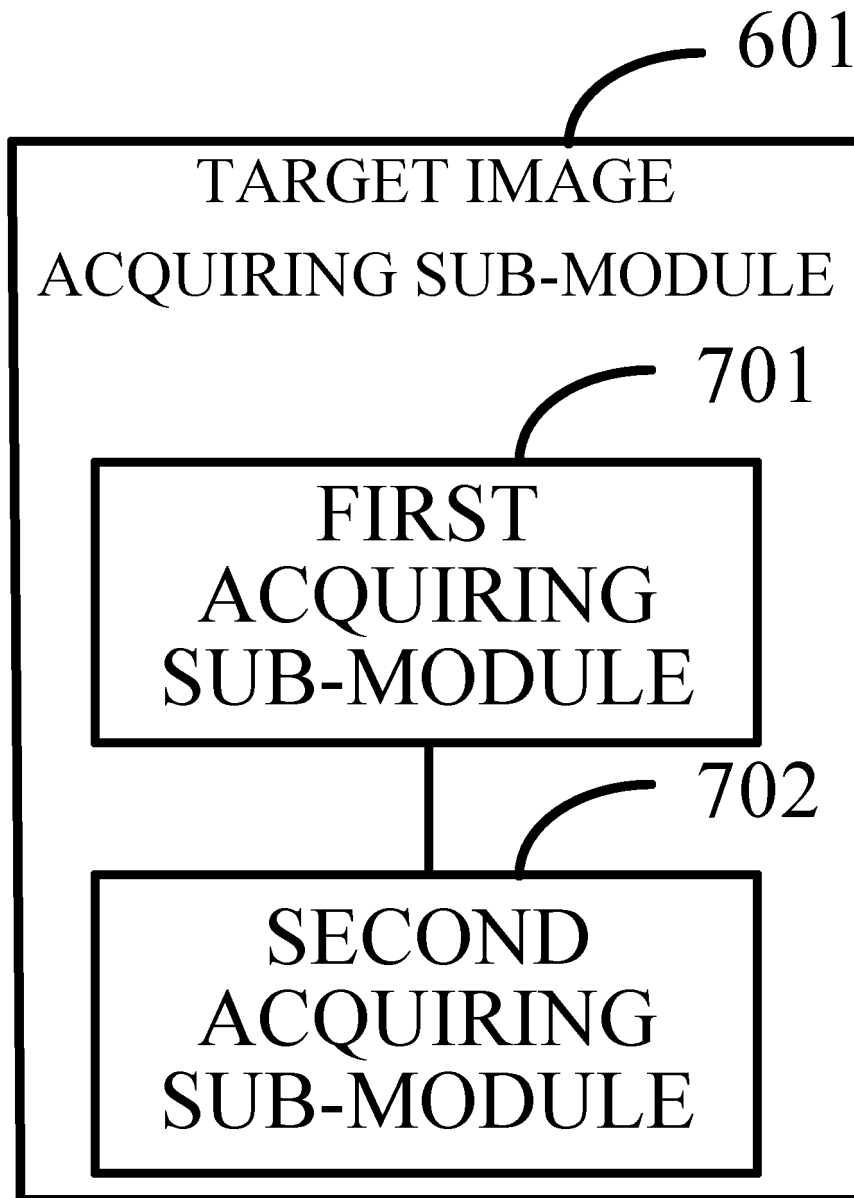 601
TARGET IMAGE
ACQUIRING SUB-MODULE
701
FIRST
ACQUIRING
SUB-MODULE
702
SECOND
ACQUIRING
SUB-MODULE